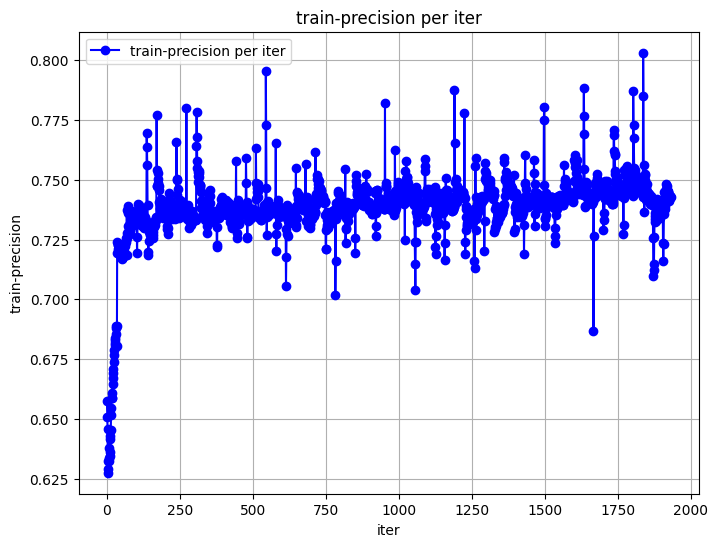 train-precision per iter
train-precision per iter
0.800
0.775
0.750
0.725
0.700
0.675
0.650
0.625
train-precision
0 250 500 750 1000 1250 1500 1750 2000
iter